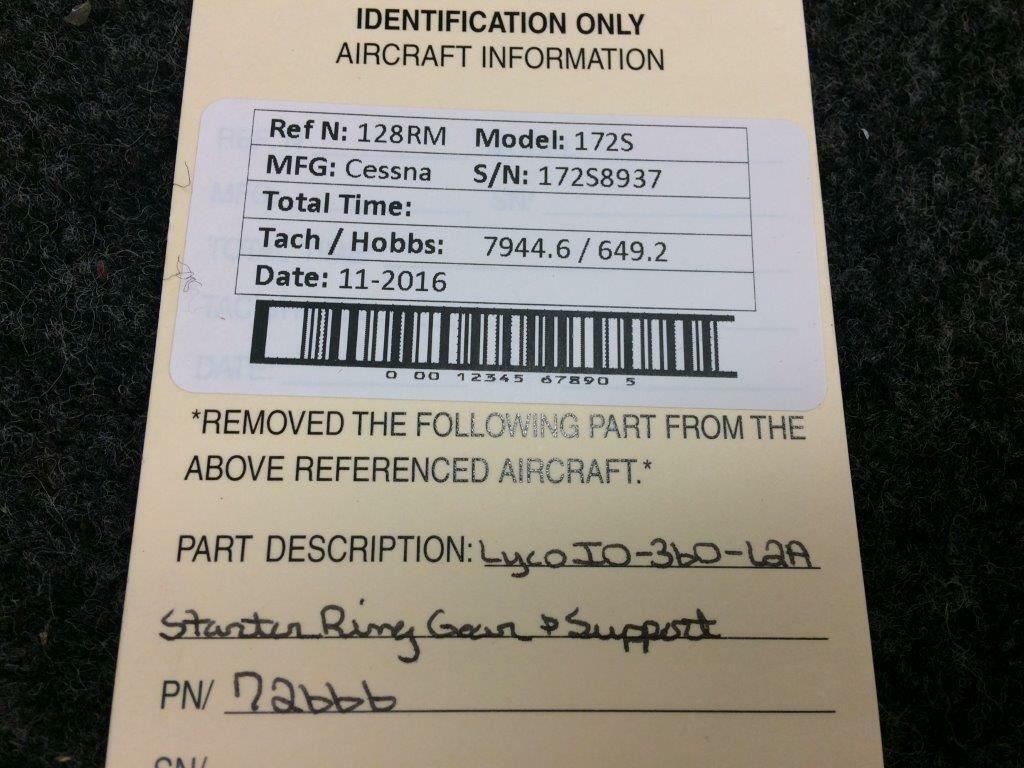 IDENTIFICATION ONLY
AIRCRAFT INFORMATION
Ref N: 128RM Model: 172S
MFG: Cessna S/N: 172S8937
Total Time:
Tach / Hobbs: 7944.6 / 649.2
Date: 11-2016
0 00 12345 67890 5
*REMOVED THE FOLLOWING PART FROM THE
ABOVE REFERENCED AIRCRAFT.*
PART DESCRIPTION: Lyco IO-360-L2A
Starter Ring Gear & Support
PN/ 72666
SN/